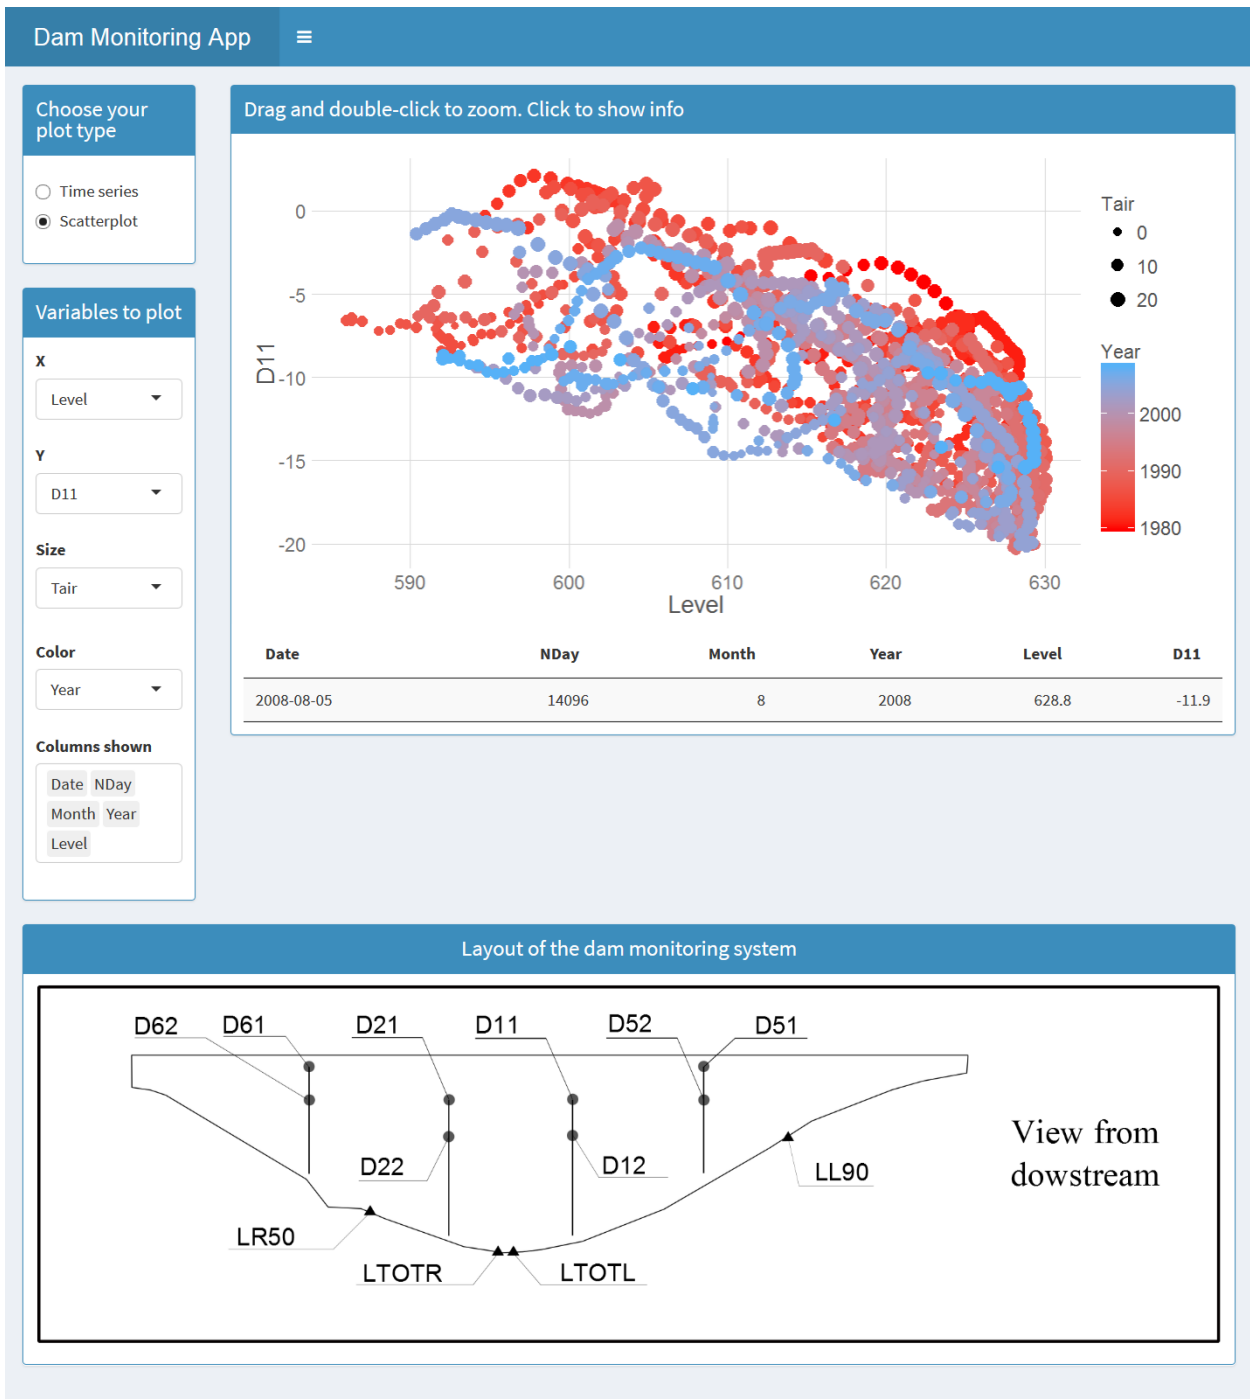 Dam Monitoring App
Choose your
plot type
Time series
Scatterplot
Variables to plot
X
Level
Y
D11
Size
Tair
Color
Year
Columns shown
Date NDay
Month Year
Level
Drag and double-click to zoom. Click to show info
D11
0
-5
-10
-15
-20
590 600 610 620 630
Level
Tair
0
10
20
Year
2000
1990
1980
Date NDay Month Year Level D11
2008-08-05 14096 8 2008 628.8 -11.9
Layout of the dam monitoring system
D62 D61 D21 D11 D52 D51
D22 D12 LL90
LR50
LTOTR LTOTL
View from
dowstream